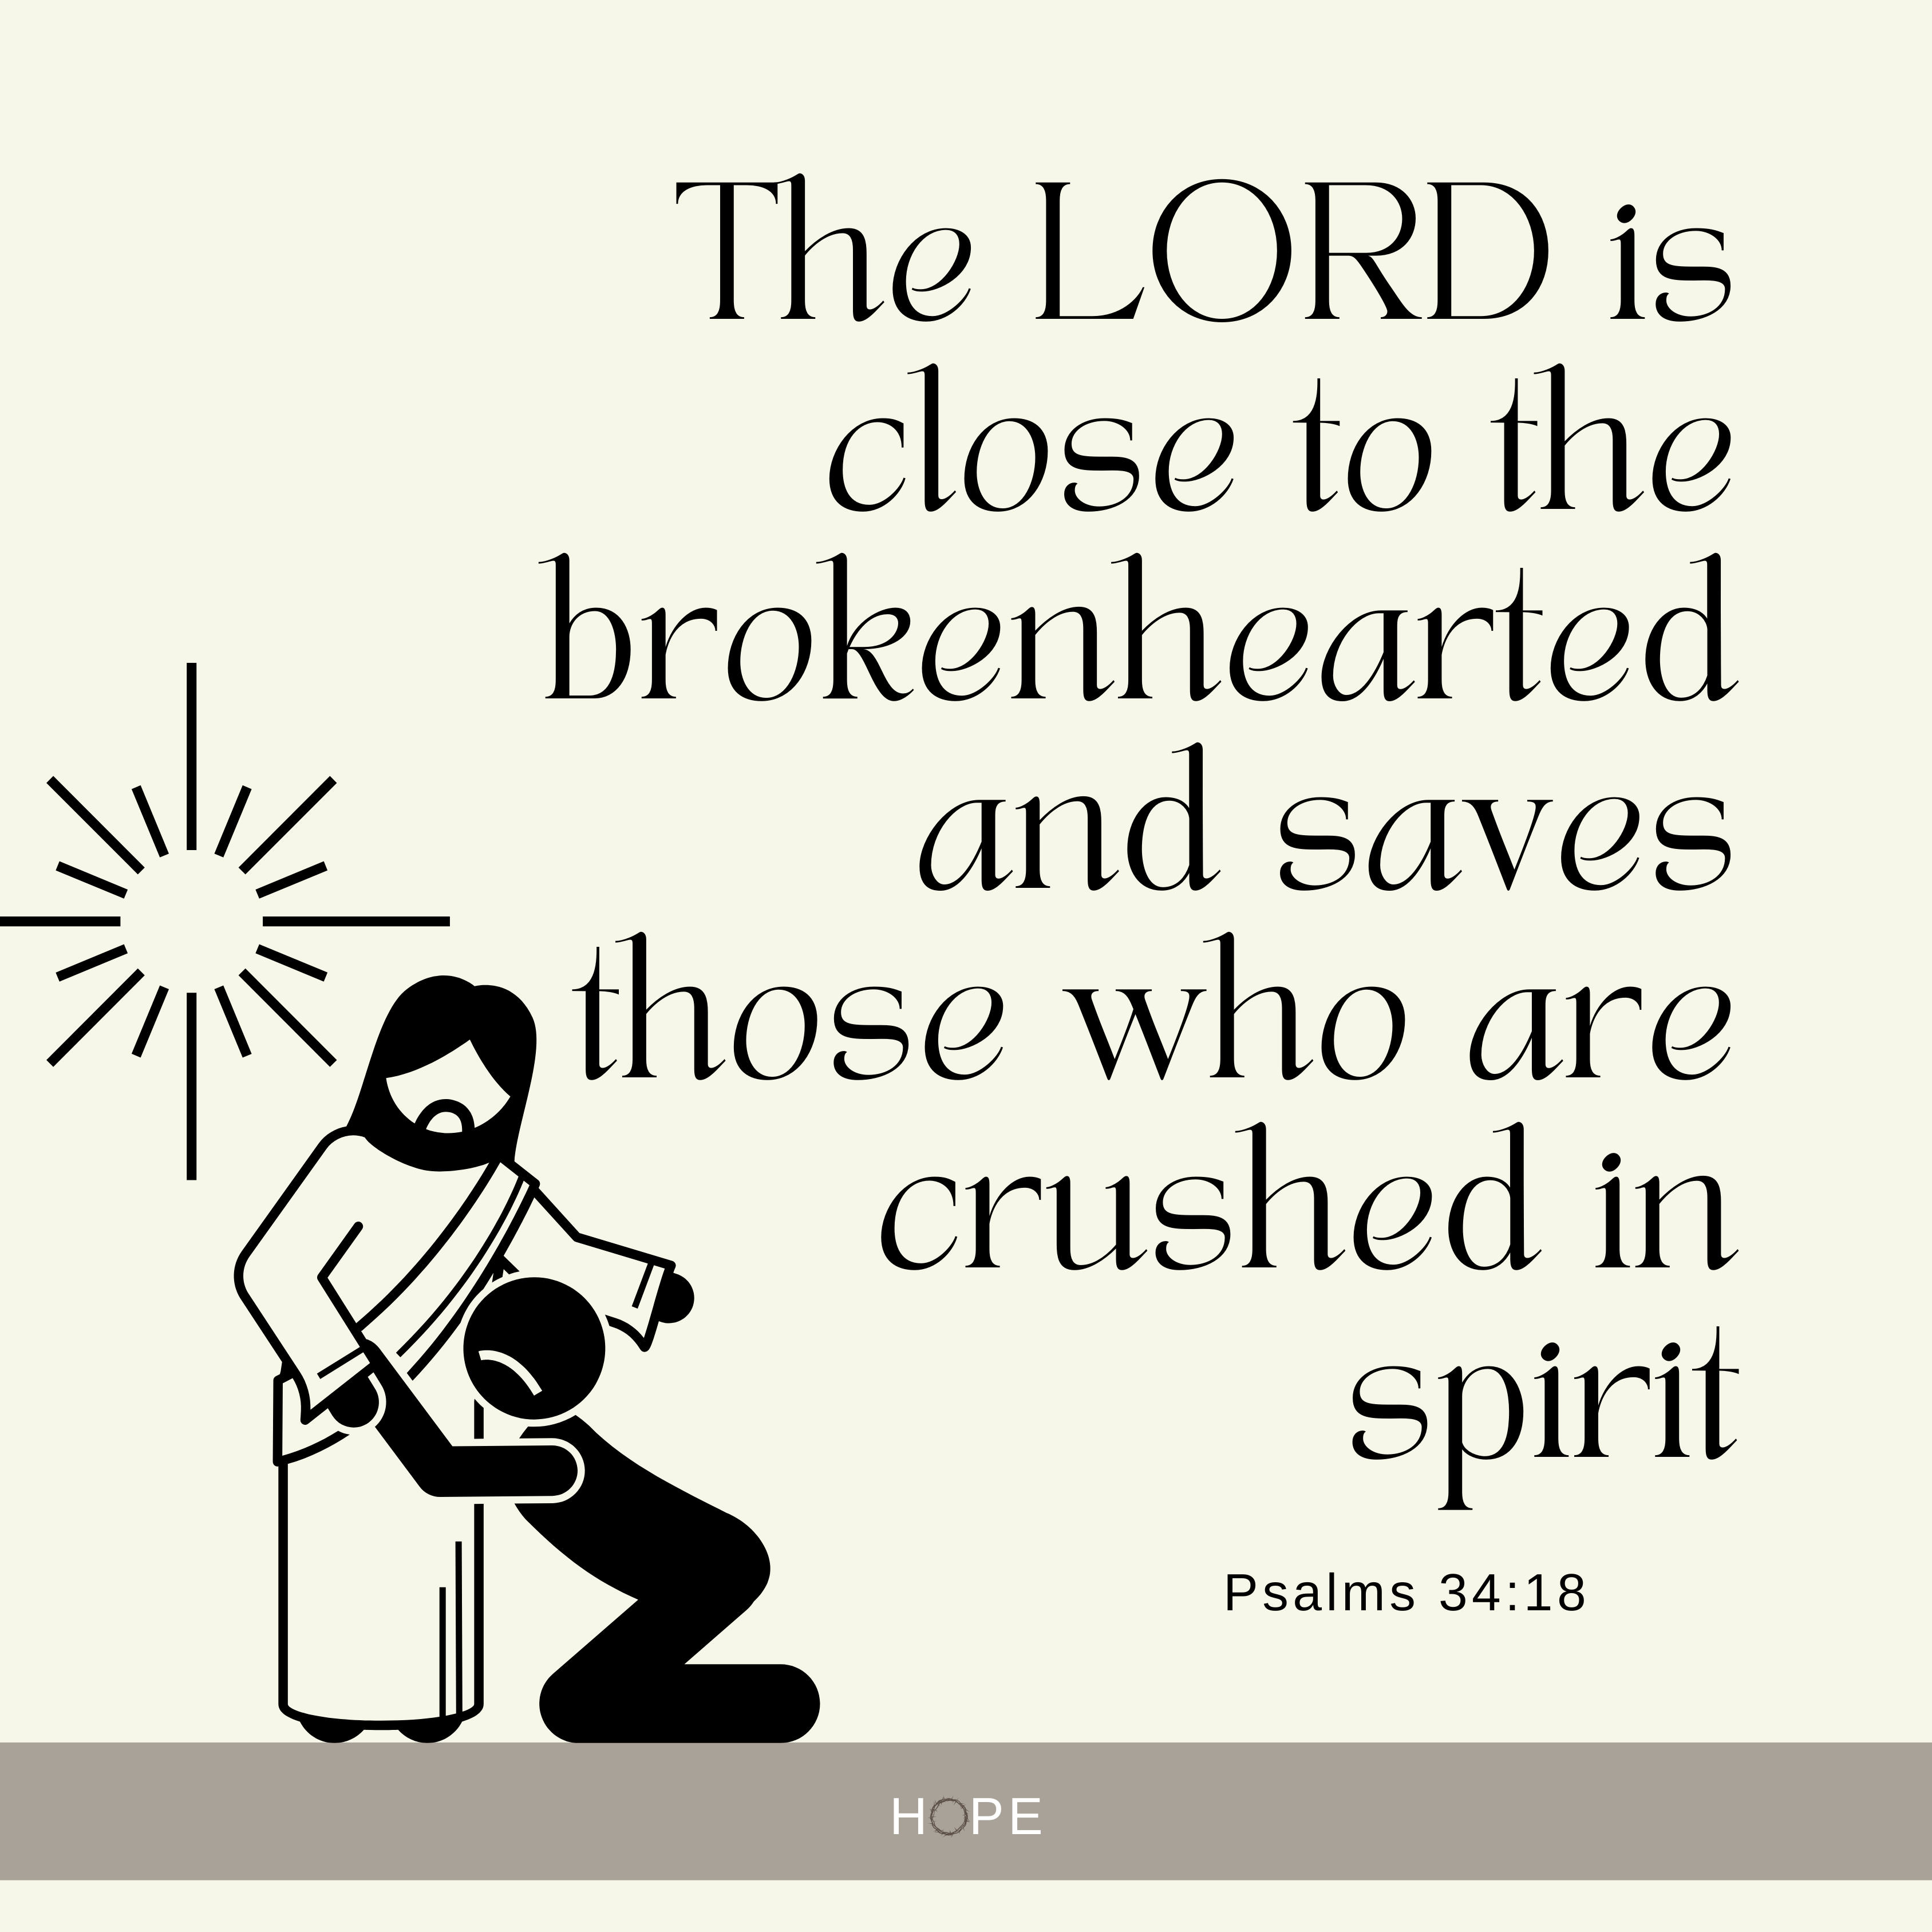 The LORD is
close to the
brokenhearted
and saves
those who are
crushed in
spirit
Psalms 34:18
HOPE